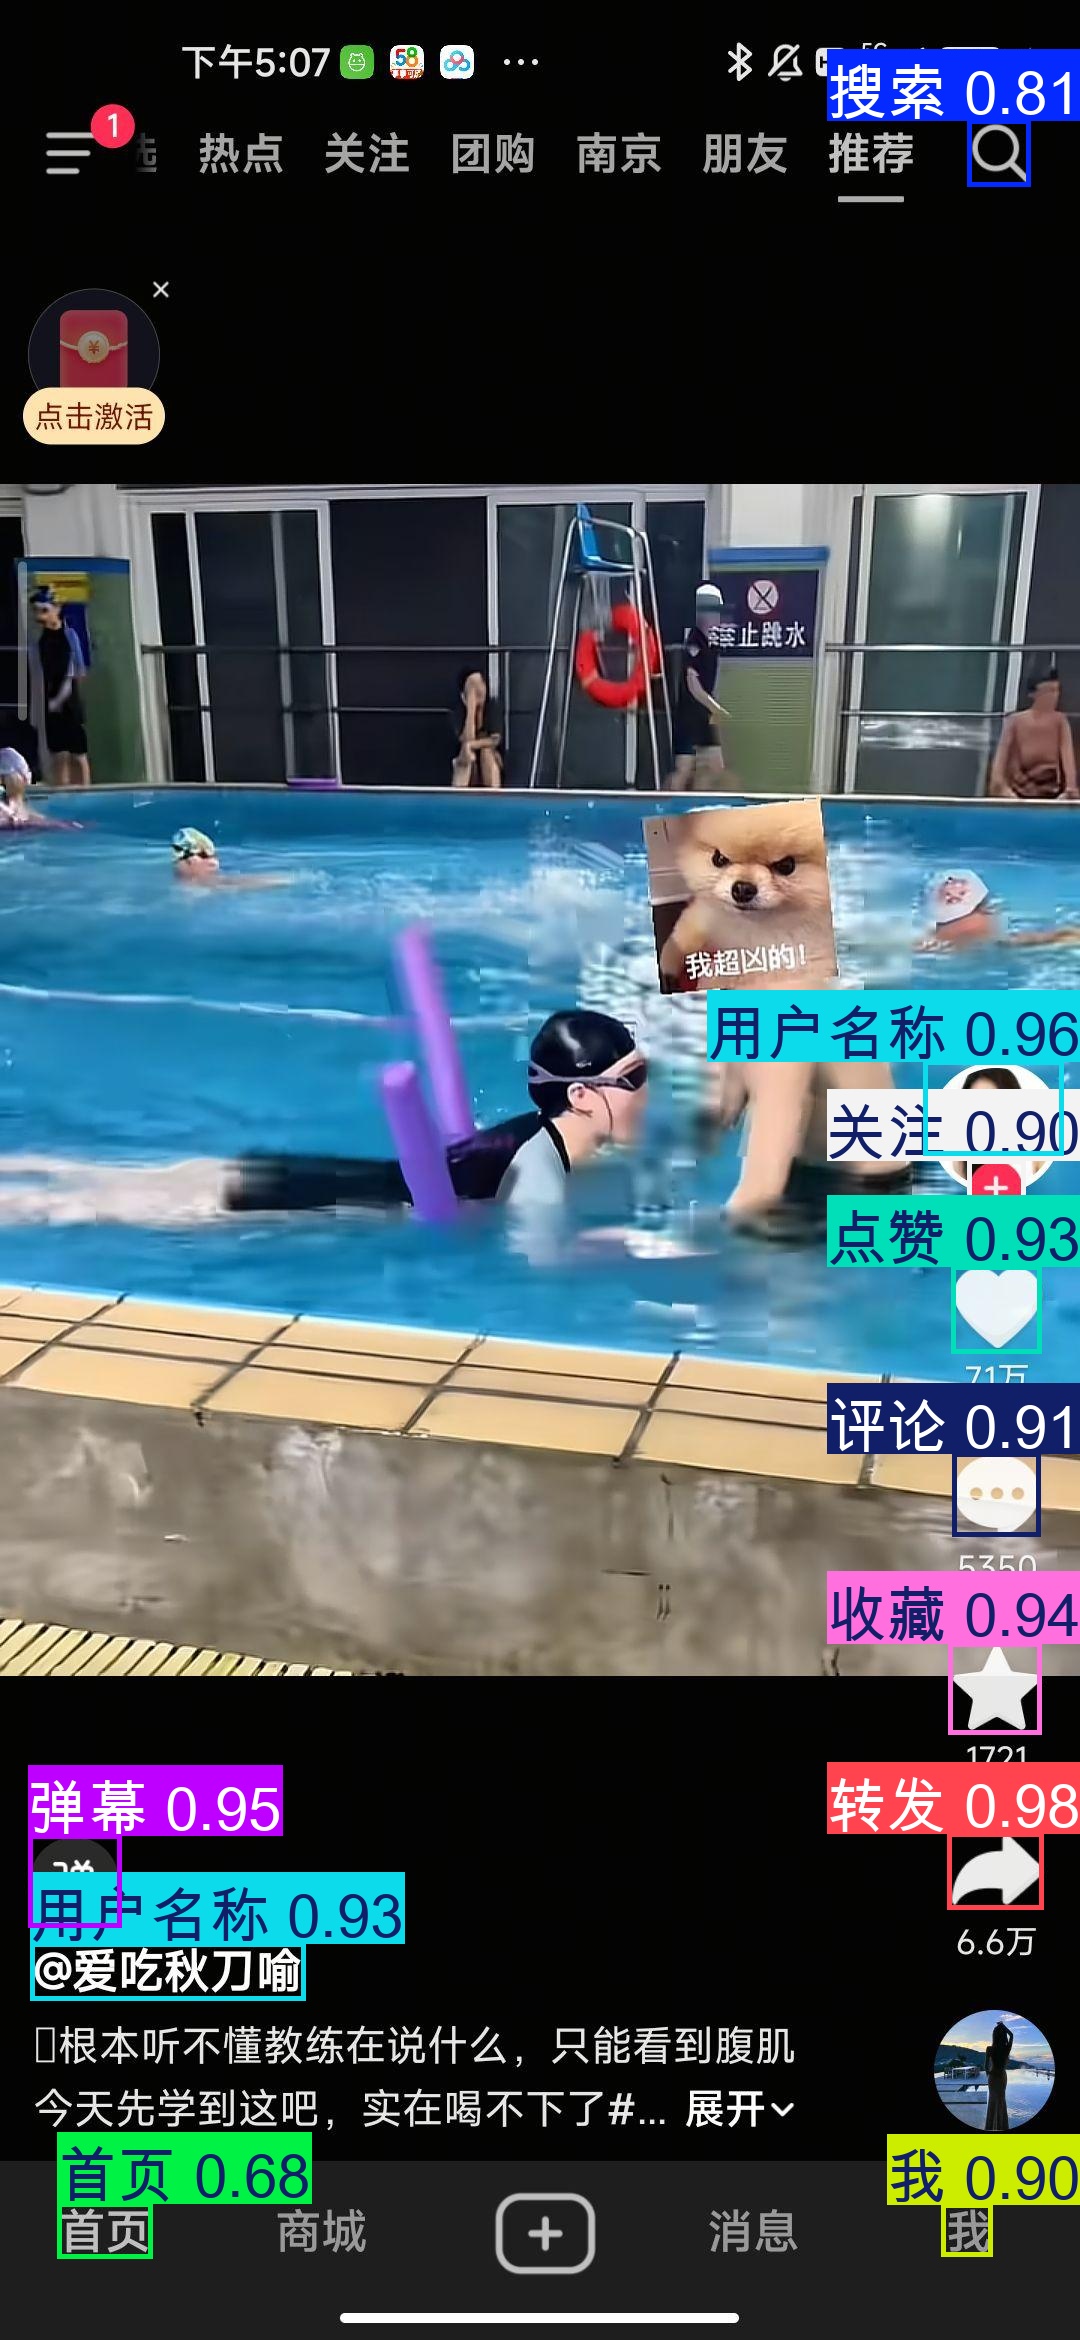 下午5:07
58
...
搜索 0.81
1
热点 关注 团购 南京 朋友 推荐
点击激活
禁止跳水
我超凶的!
用户名称 0.96
关注 0.90
点赞 0.93
71万
评论 0.91
5350
收藏 0.94
1721
弹幕 0.95
转发 0.98
用户名称 0.93
6.6万
@爱吃秋刀喻
根本听不懂教练在说什么，只能看到腹肌
今天先学到这吧，实在喝不下了#... 展开
首页 0.68
我 0.90
首页 商城 消息 我